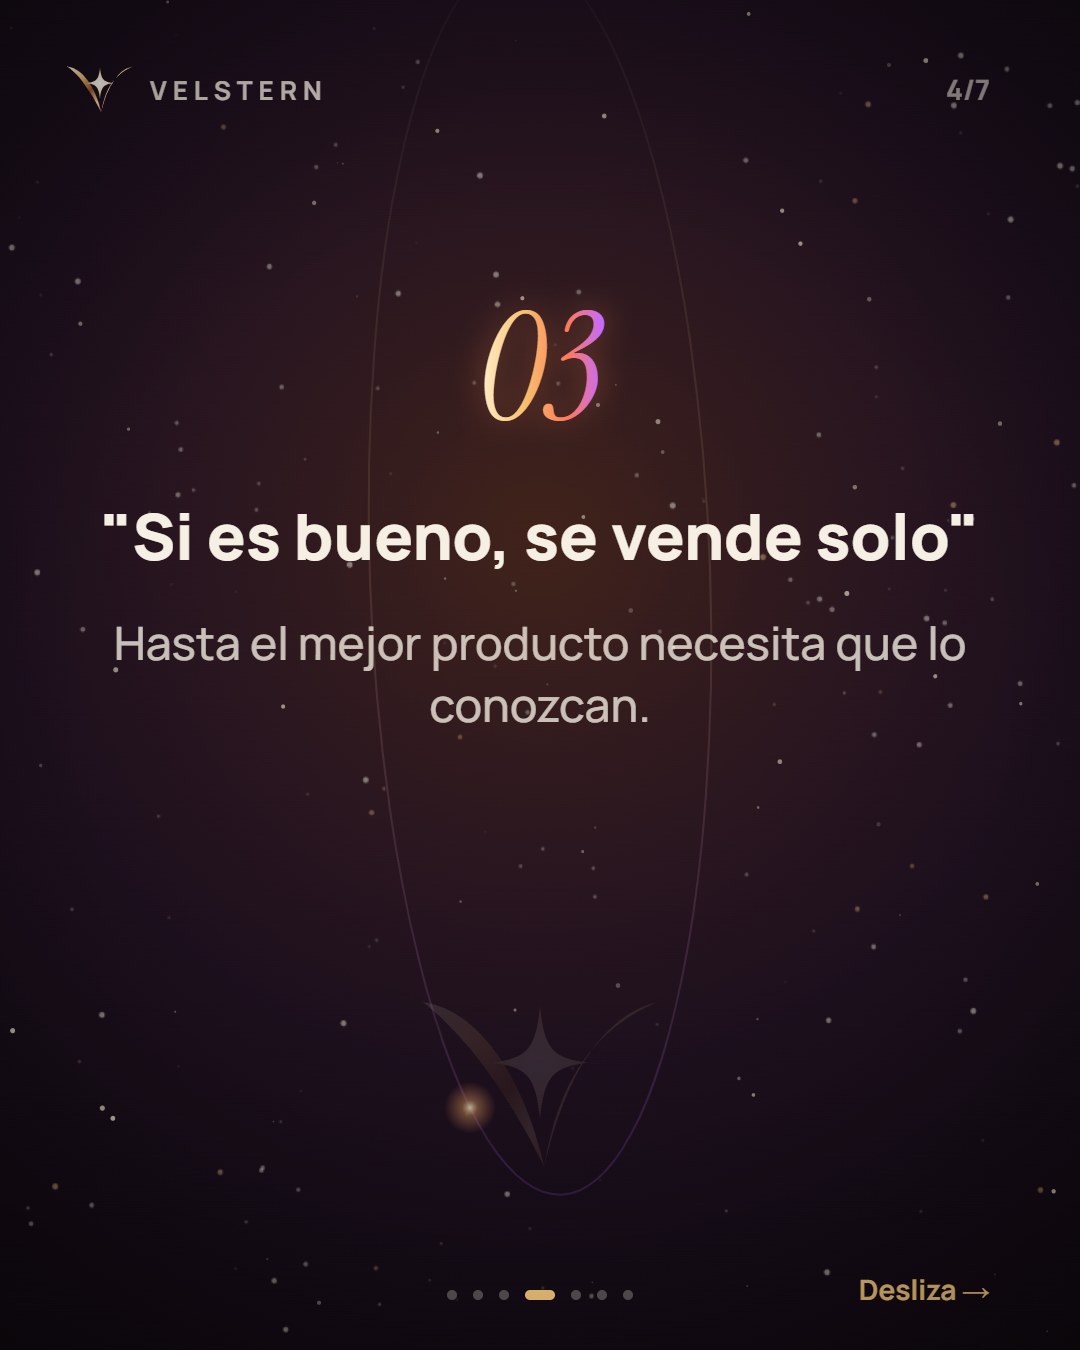 VELSTERN
4/7
03
"Si es bueno, se vende solo"
Hasta el mejor producto necesita que lo
conozcan.
Desliza →